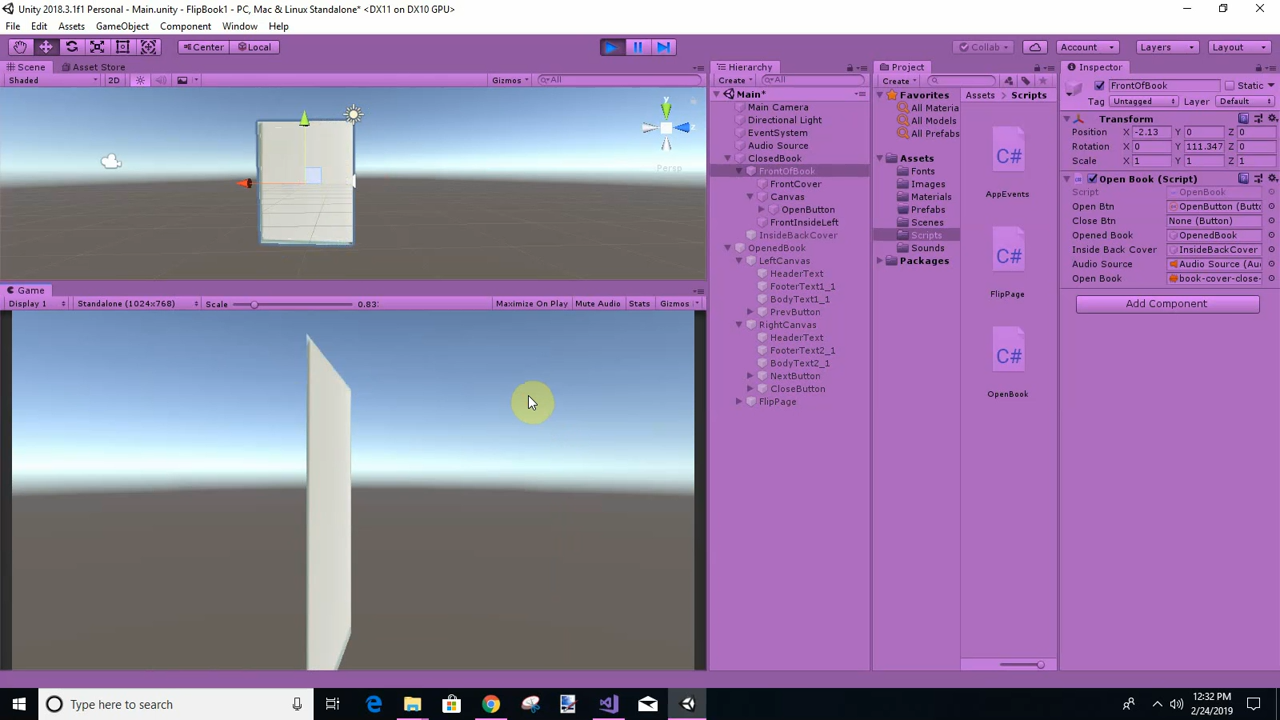 Unity 2018.3.1f1 Personal - Main.unity - FlipBook1 - PC, Mac & Linux Standalone* <DX11 on DX10 GPU>
File Edit Assets GameObject Component Window Help
Center Local Collab Account Layers Layout
Scene Asset Store
Shaded 2D Gizmos All
Persp
Game
Display 1 Standalone (1024x768) Scale 0.83 Maximize On Play Mute Audio Stats Gizmos
Hierarchy
Create All
Main*
Main Camera
Directional Light
EventSystem
Audio Source
ClosedBook
FrontOfBook
FrontCover
Canvas
OpenButton
FrontInsideLeft
InsideBackCover
OpenedBook
LeftCanvas
HeaderText
FooterText1_1
BodyText1_1
PrevButton
RightCanvas
HeaderText
FooterText2_1
BodyText2_1
NextButton
CloseButton
FlipPage
Project
Create
Favorites
All Materia
All Models
All Prefabs
Assets
Fonts
Images
Materials
Prefabs
Scenes
Scripts
Sounds
Packages
Assets Scripts
C#
AppEvents
C#
FlipPage
C#
OpenBook
Inspector
FrontOfBook Static
Tag Untagged Layer Default
Transform
Position X -2.13 Y 0 Z 0
Rotation X 0 Y 111.347 Z 0
Scale X 1 Y 1 Z 1
Open Book (Script)
Script OpenBook
Open Btn OpenButton (Butto
Close Btn None (Button)
Opened Book OpenedBook
Inside Back Cover InsideBackCover
Audio Source Audio Source (Au
Open Book book-cover-close-
Add Component
Type here to search
12:32 PM
2/24/2019